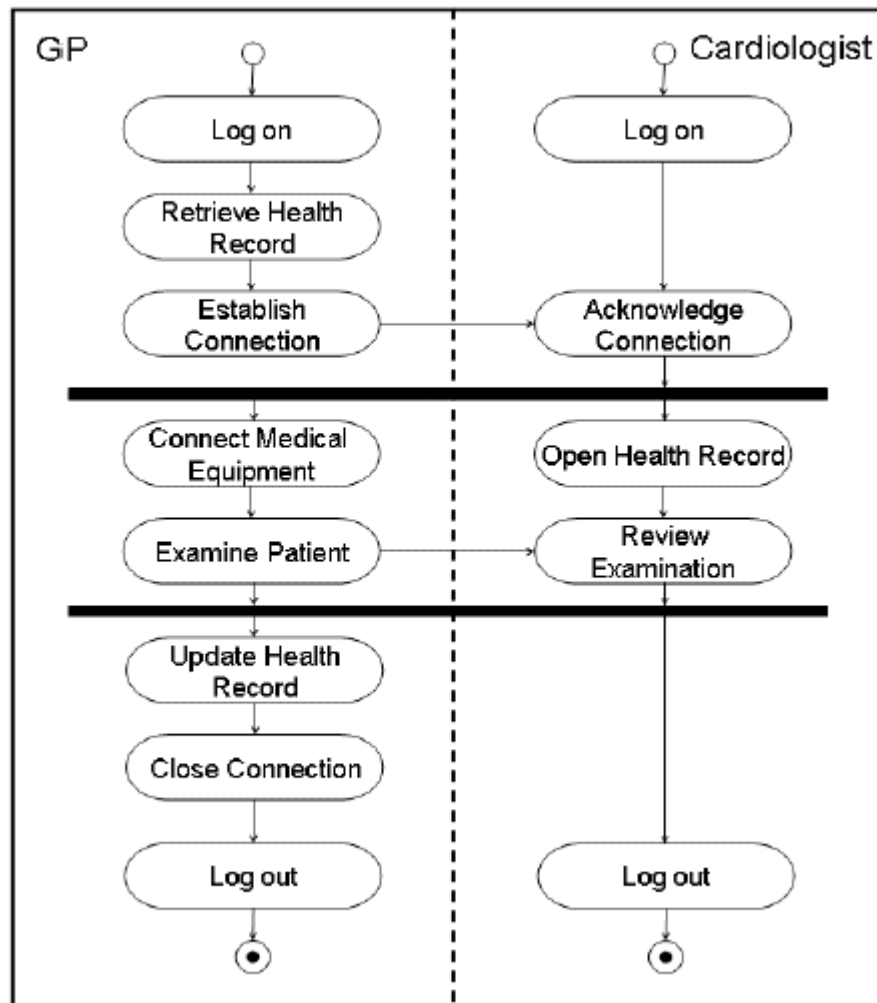 GP
Cardiologist
Log on
Log on
Retrieve Health
Record
Establish
Connection
Acknowledge
Connection
Connect Medical
Equipment
Open Health Record
Examine Patient
Review
Examination
Update Health
Record
Close Connection
Log out
Log out